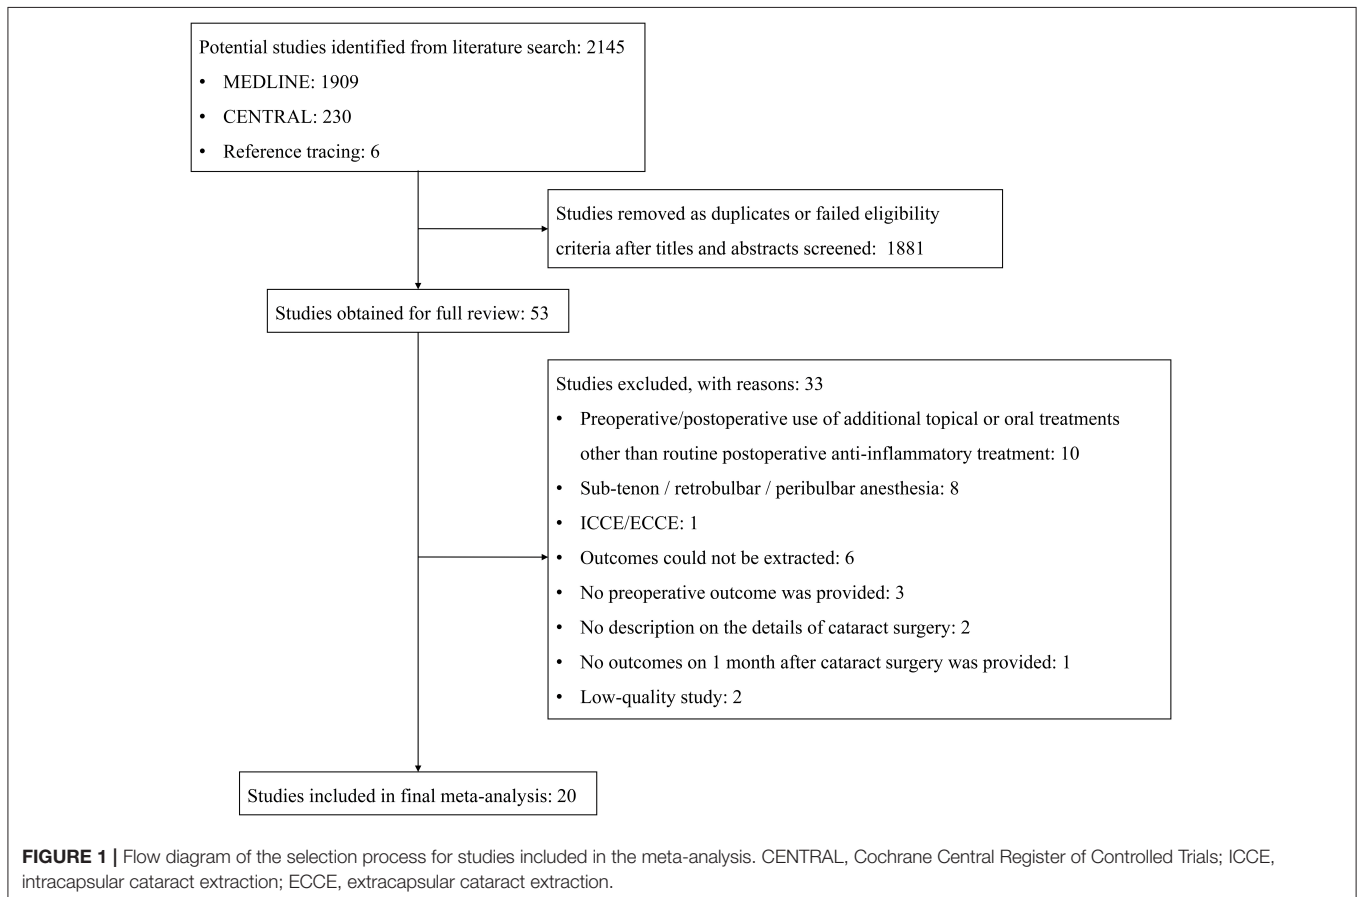 Potential studies identified from literature search: 2145
• MEDLINE: 1909
• CENTRAL: 230
• Reference tracing: 6
Studies removed as duplicates or failed eligibility
criteria after titles and abstracts screened: 1881
Studies obtained for full review: 53
Studies excluded, with reasons: 33
• Preoperative/postoperative use of additional topical or oral treatments
other than routine postoperative anti-inflammatory treatment: 10
• Sub-tenon / retrobulbar / peribulbar anesthesia: 8
• ICCE/ECCE: 1
• Outcomes could not be extracted: 6
• No preoperative outcome was provided: 3
• No description on the details of cataract surgery: 2
• No outcomes on 1 month after cataract surgery was provided: 1
• Low-quality study: 2
Studies included in final meta-analysis: 20
FIGURE 1 | Flow diagram of the selection process for studies included in the meta-analysis. CENTRAL, Cochrane Central Register of Controlled Trials; ICCE,
intracapsular cataract extraction; ECCE, extracapsular cataract extraction.